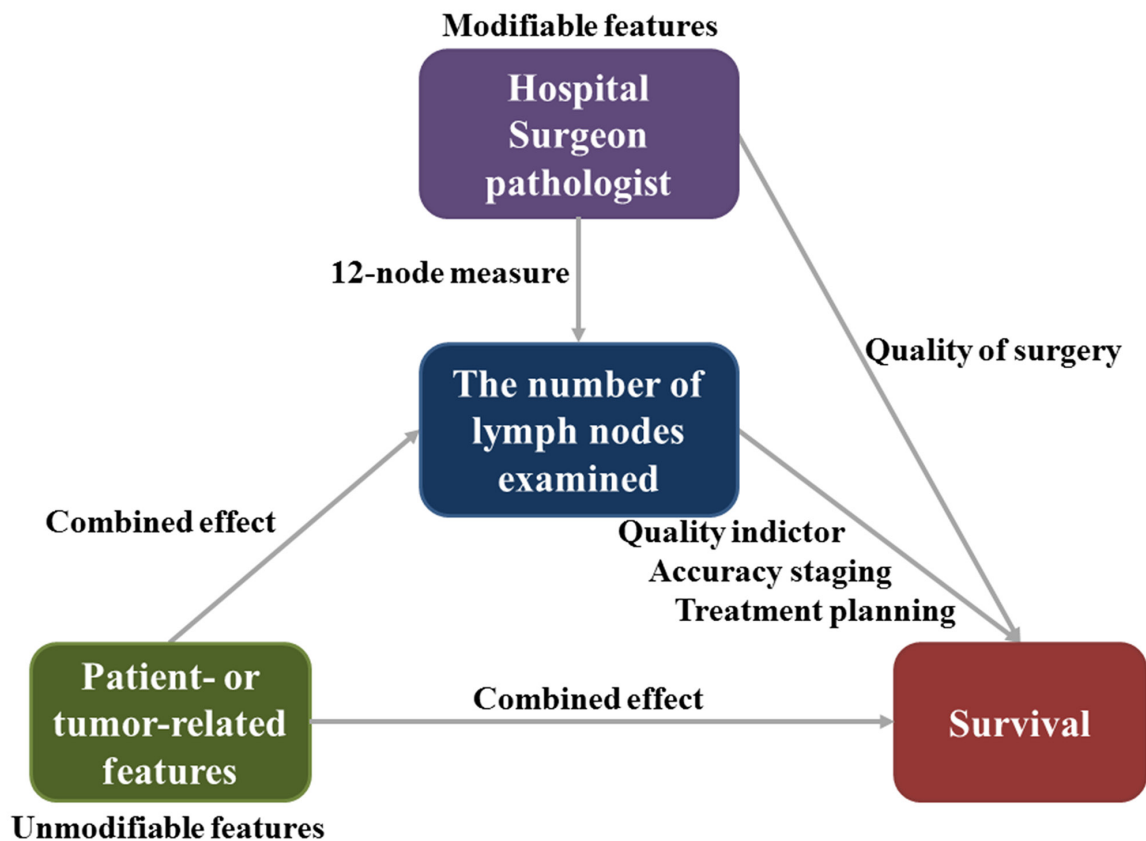 Modifiable features
Hospital
Surgeon
pathologist
12-node measure
Quality of surgery
The number of
lymph nodes
examined
Combined effect
Quality indictor
Accuracy staging
Treatment planning
Patient- or
tumor-related
features
Combined effect
Survival
Unmodifiable features